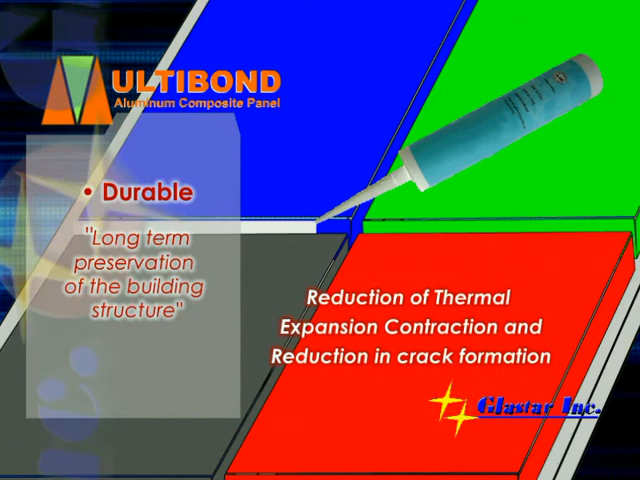 MULTIBOND
Aluminum Composite Panel
• Durable
"Long term
preservation
of the building
structure"
Reduction of Thermal
Expansion Contraction and
Reduction in crack formation
Glastar Inc.